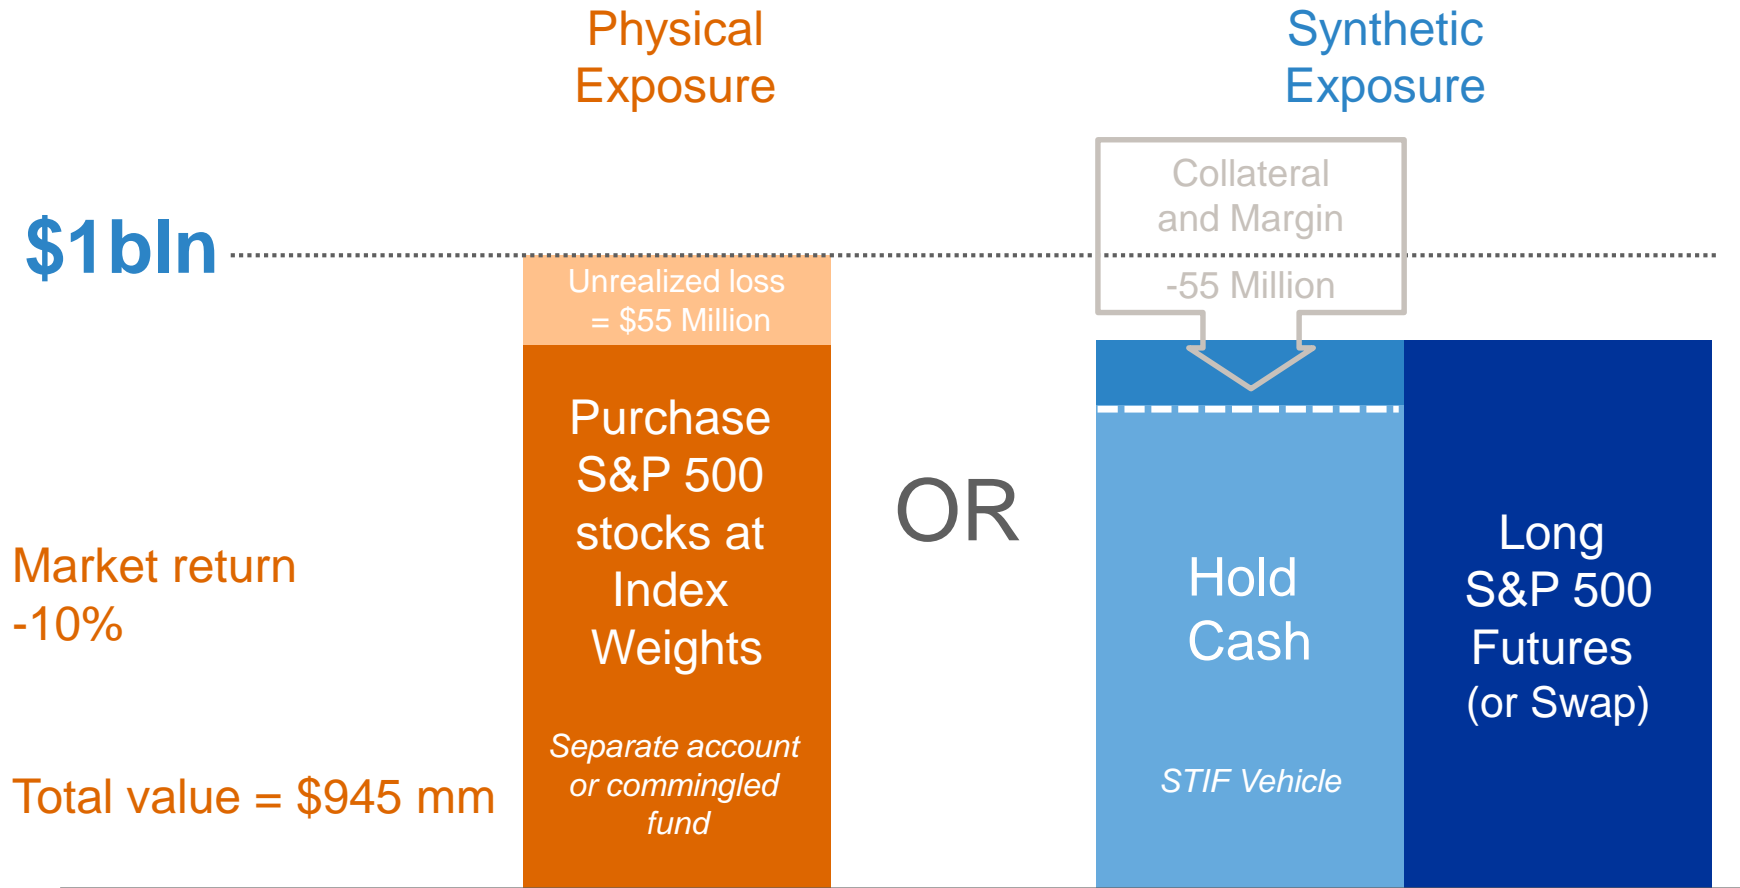 Physical
Exposure
Synthetic
Exposure
$1bln
Collateral
and Margin
-55 Million
Unrealized loss
= $55 Million
Purchase
S&P 500
stocks at
Index
Weights
Separate account
or commingled
fund
OR
Hold
Cash
STIF Vehicle
Long
S&P 500
Futures
(or Swap)
Market return
-10%
Total value = $945 mm